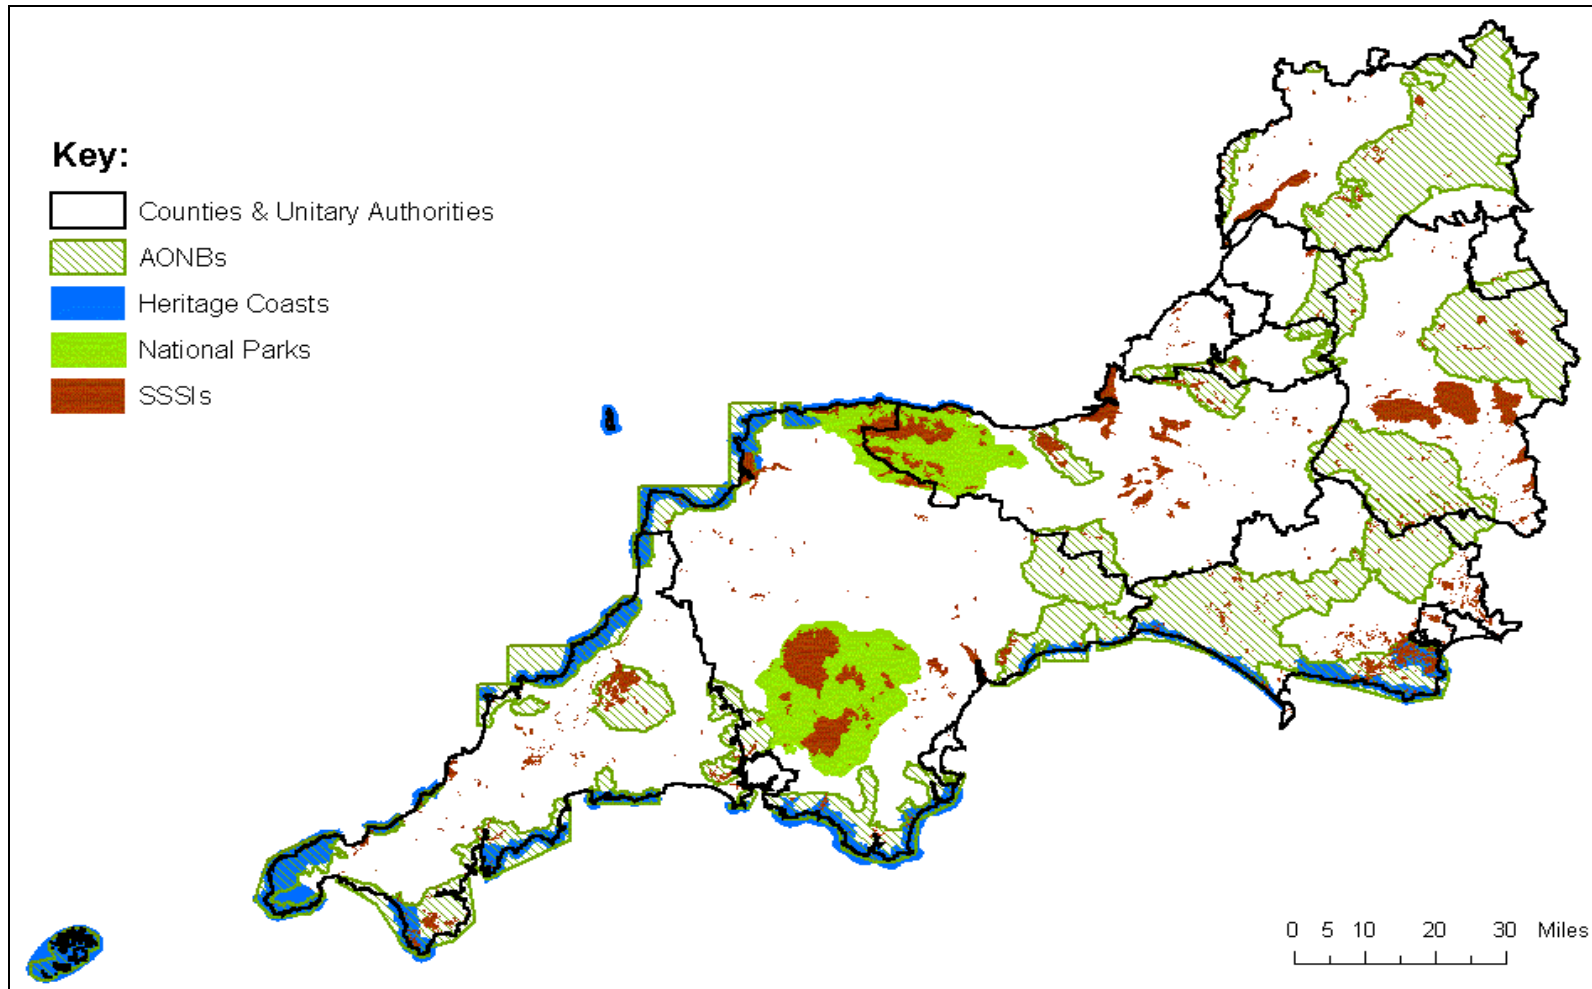 Key:
Counties & Unitary Authorities
AONBs
Heritage Coasts
National Parks
SSSIs
0 5 10 20 30 Miles